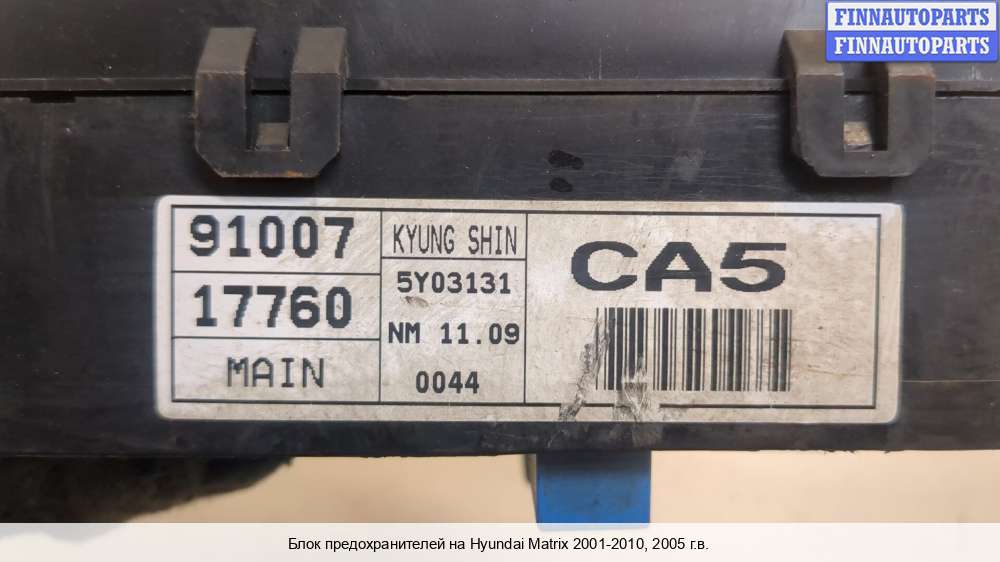 FINNAUTOPARTS
FINNAUTOPARTS
91007
17760
MAIN
KYUNG SHIN
5Y03131
NM 11.09
0044
CA5
Блок предохранителей на Hyundai Matrix 2001-2010, 2005 г.в.